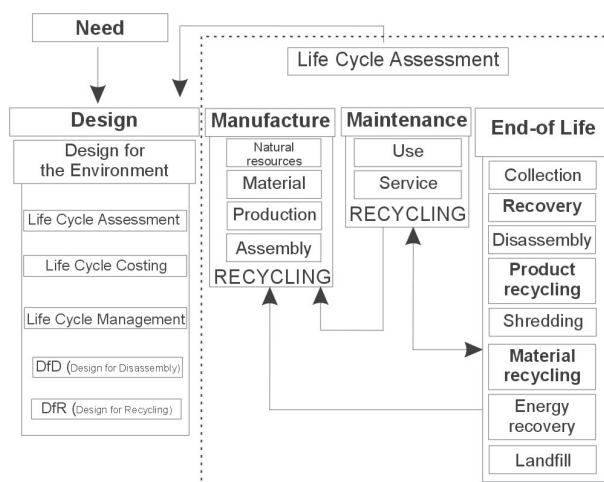 Need
Life Cycle Assessment
Design
Design for
the Environment
Life Cycle Assessment
Life Cycle Costing
Life Cycle Management
DfD (Design for Disassembly)
DfR (Design for Recycling)
Manufacture
Natural
resources
Material
Production
Assembly
RECYCLING
Maintenance
Use
Service
RECYCLING
End-of Life
Collection
Recovery
Disassembly
Product
recycling
Shredding
Material
recycling
Energy
recovery
Landfill